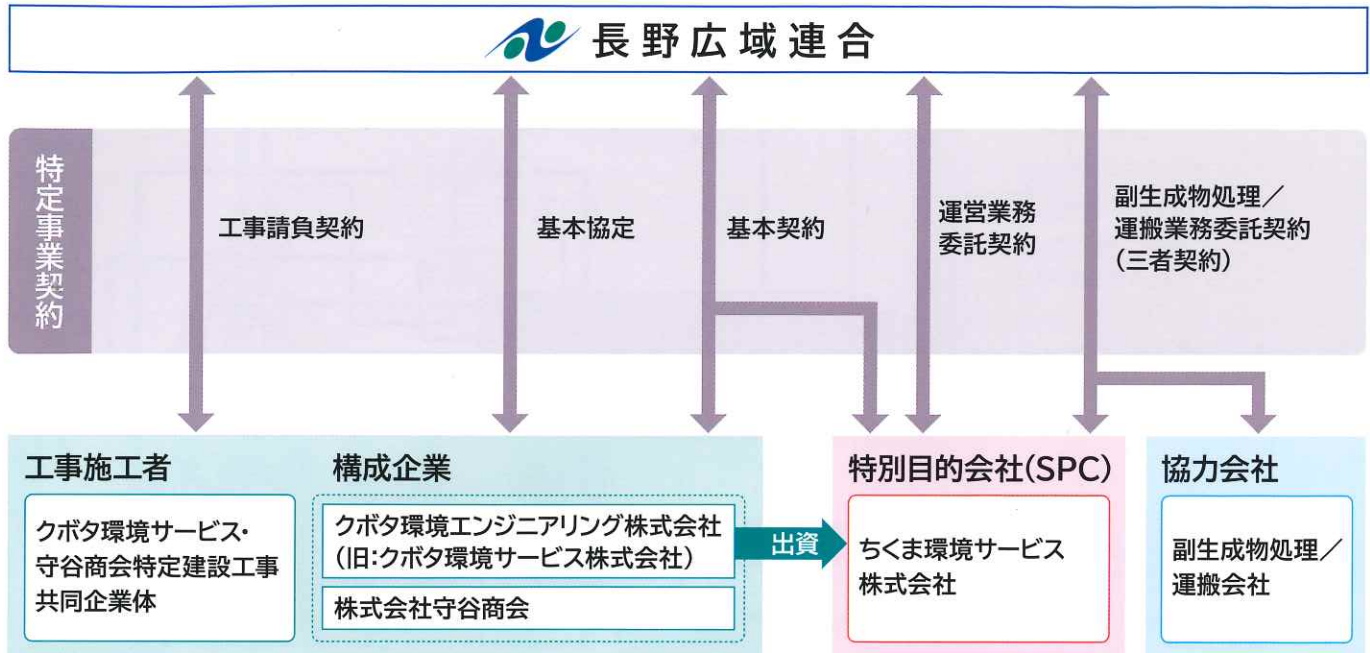 長野広域連合
特定事業契約
工事請負契約
基本協定
基本契約
運営業務
委託契約
副生成物処理／
運搬業務委託契約
(三者契約)
工事施工者
クボタ環境サービス・
守谷商会特定建設工事
共同企業体
構成企業
クボタ環境エンジニアリング株式会社
(旧:クボタ環境サービス株式会社)
株式会社守谷商会
出資
特別目的会社(SPC)
ちくま環境サービス
株式会社
協力会社
副生成物処理／
運搬会社